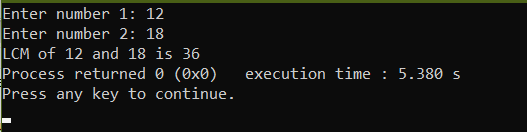 Enter number 1: 12
Enter number 2: 18
LCM of 12 and 18 is 36
Process returned 0 (0x0)   execution time : 5.380 s
Press any key to continue.